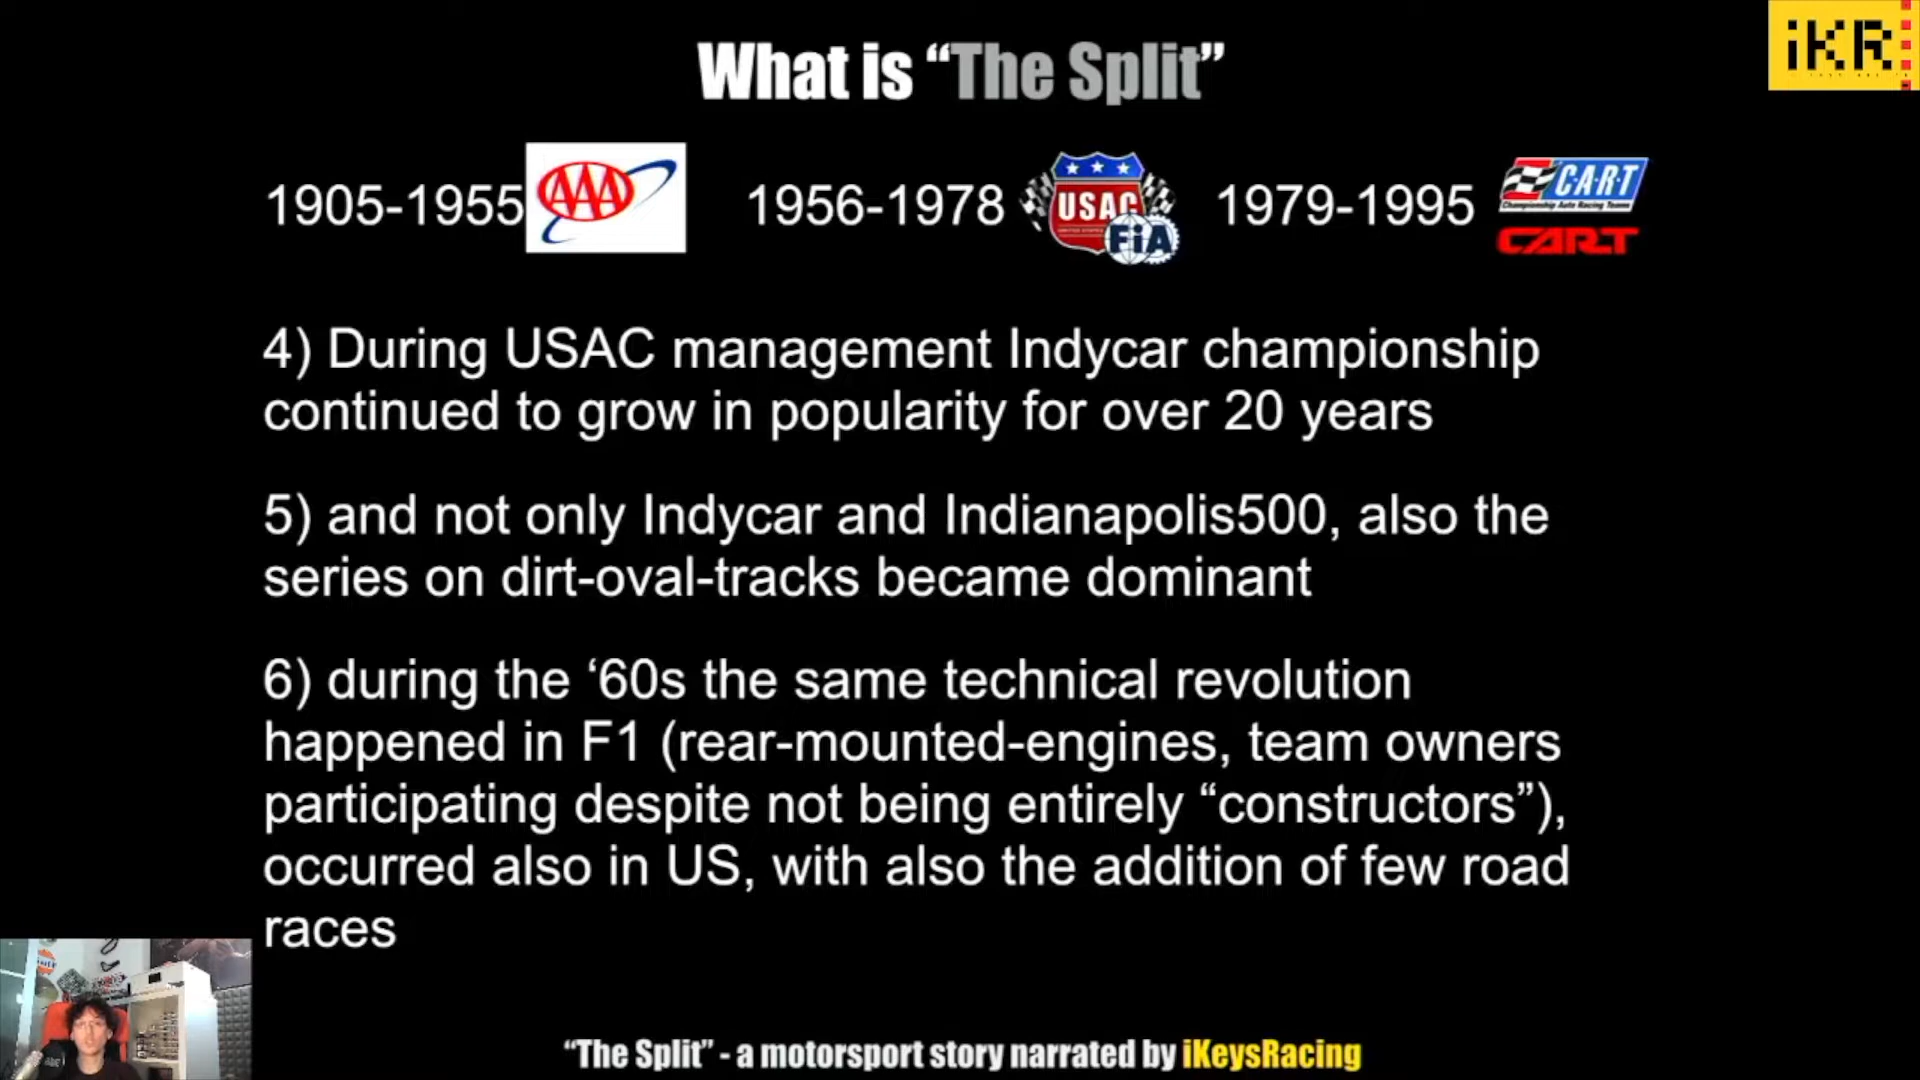 What is “The Split”
iKR
1905-1955 AAA 1956-1978 USAC FiA 1979-1995 C·A·R·T
Championship Auto Racing Teams
CART
4) During USAC management Indycar championship
continued to grow in popularity for over 20 years
5) and not only Indycar and Indianapolis500, also the
series on dirt-oval-tracks became dominant
6) during the ‘60s the same technical revolution
happened in F1 (rear-mounted-engines, team owners
participating despite not being entirely “constructors”),
occurred also in US, with also the addition of few road
races
“The Split” - a motorsport story narrated by iKeysRacing